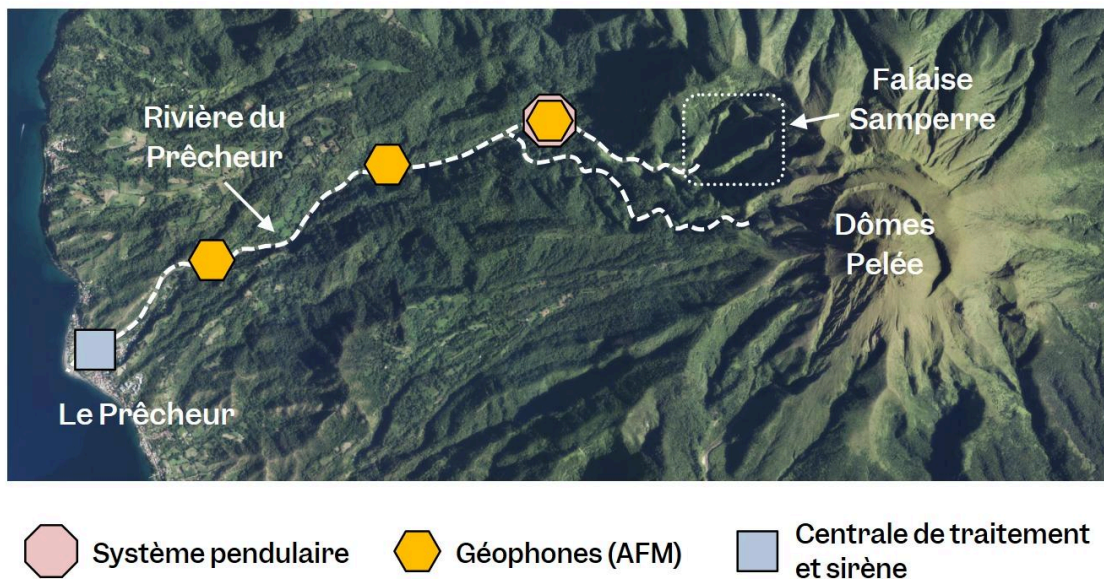 Falaise
Samperre
Rivière du
Prêcheur
Dômes
Pelée
Le Prêcheur
Système pendulaire
Géophones (AFM)
Centrale de traitement
et sirène